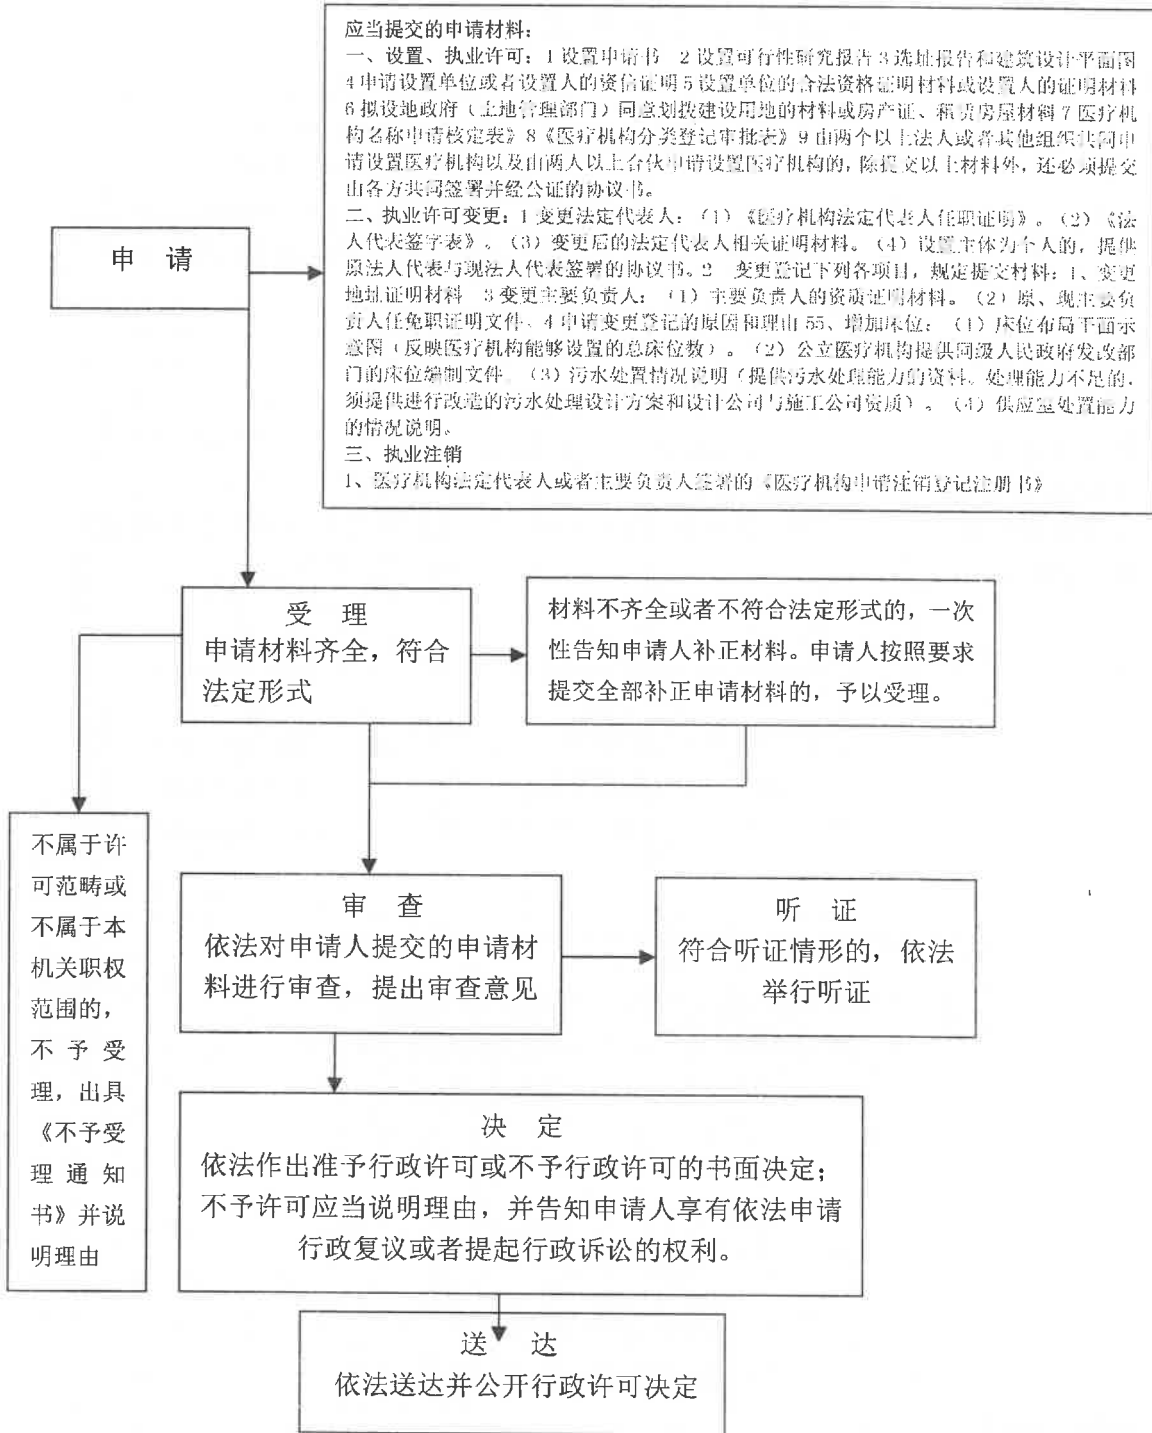 应当提交的申请材料：
一、设置、执业许可：1 设置申请书 2 设置可行性研究报告 3 选址报告和建筑设计平面图
4 申请设置单位或者设置人的资信证明 5 设置单位的合法资格证明材料或设置人的证明材料
6 拟设地政府（土地管理部门）同意划拨建设用地的材料或房产证、租赁房屋材料 7 医疗机
构名称申请核定表》8《医疗机构分类登记审批表》9 由两个以上法人或者其他组织共同申
请设置医疗机构以及由两人以上合伙申请设置医疗机构的，除提交以上材料外，还必须提交
由各方共同签署并经公证的协议书。
二、执业许可变更：1 变更法定代表人：（1）《医疗机构法定代表人任职证明》。（2）《法
人代表签字表》。（3）变更后的法定代表人相关证明材料。（4）设置主体为个人的，提供
原法人代表与现法人代表签署的协议书。2 变更登记下列各项目，规定提交材料：1、变更
地址证明材料 3 变更主要负责人：（1）主要负责人的资质证明材料。（2）原、现主要负
责人任免职证明文件。4 申请变更登记的原因和理由 55、增加床位：（1）床位布局平面示
意图（反映医疗机构能够设置的总床位数）。（2）公立医疗机构提供同级人民政府发改部
门的床位编制文件。（3）污水处置情况说明（提供污水处理能力的资料。处理能力不足的，
须提供进行改造的污水处理设计方案和设计公司与施工公司资质）。（4）供应室处置能力
的情况说明。
三、执业注销
1、医疗机构法定代表人或者主要负责人签署的《医疗机构申请注销登记注册书》
申 请
受 理
申请材料齐全，符合
法定形式
材料不齐全或者不符合法定形式的，一次
性告知申请人补正材料。申请人按照要求
提交全部补正申请材料的，予以受理。
不属于许
可范畴或
不属于本
机关职权
范围的，
不予受
理，出具
《不予受
理通知
书》并说
明理由
审 查
依法对申请人提交的申请材
料进行审查，提出审查意见
听 证
符合听证情形的，依法
举行听证
决 定
依法作出准予行政许可或不予行政许可的书面决定；
不予许可应当说明理由，并告知申请人享有依法申请
行政复议或者提起行政诉讼的权利。
送 达
依法送达并公开行政许可决定